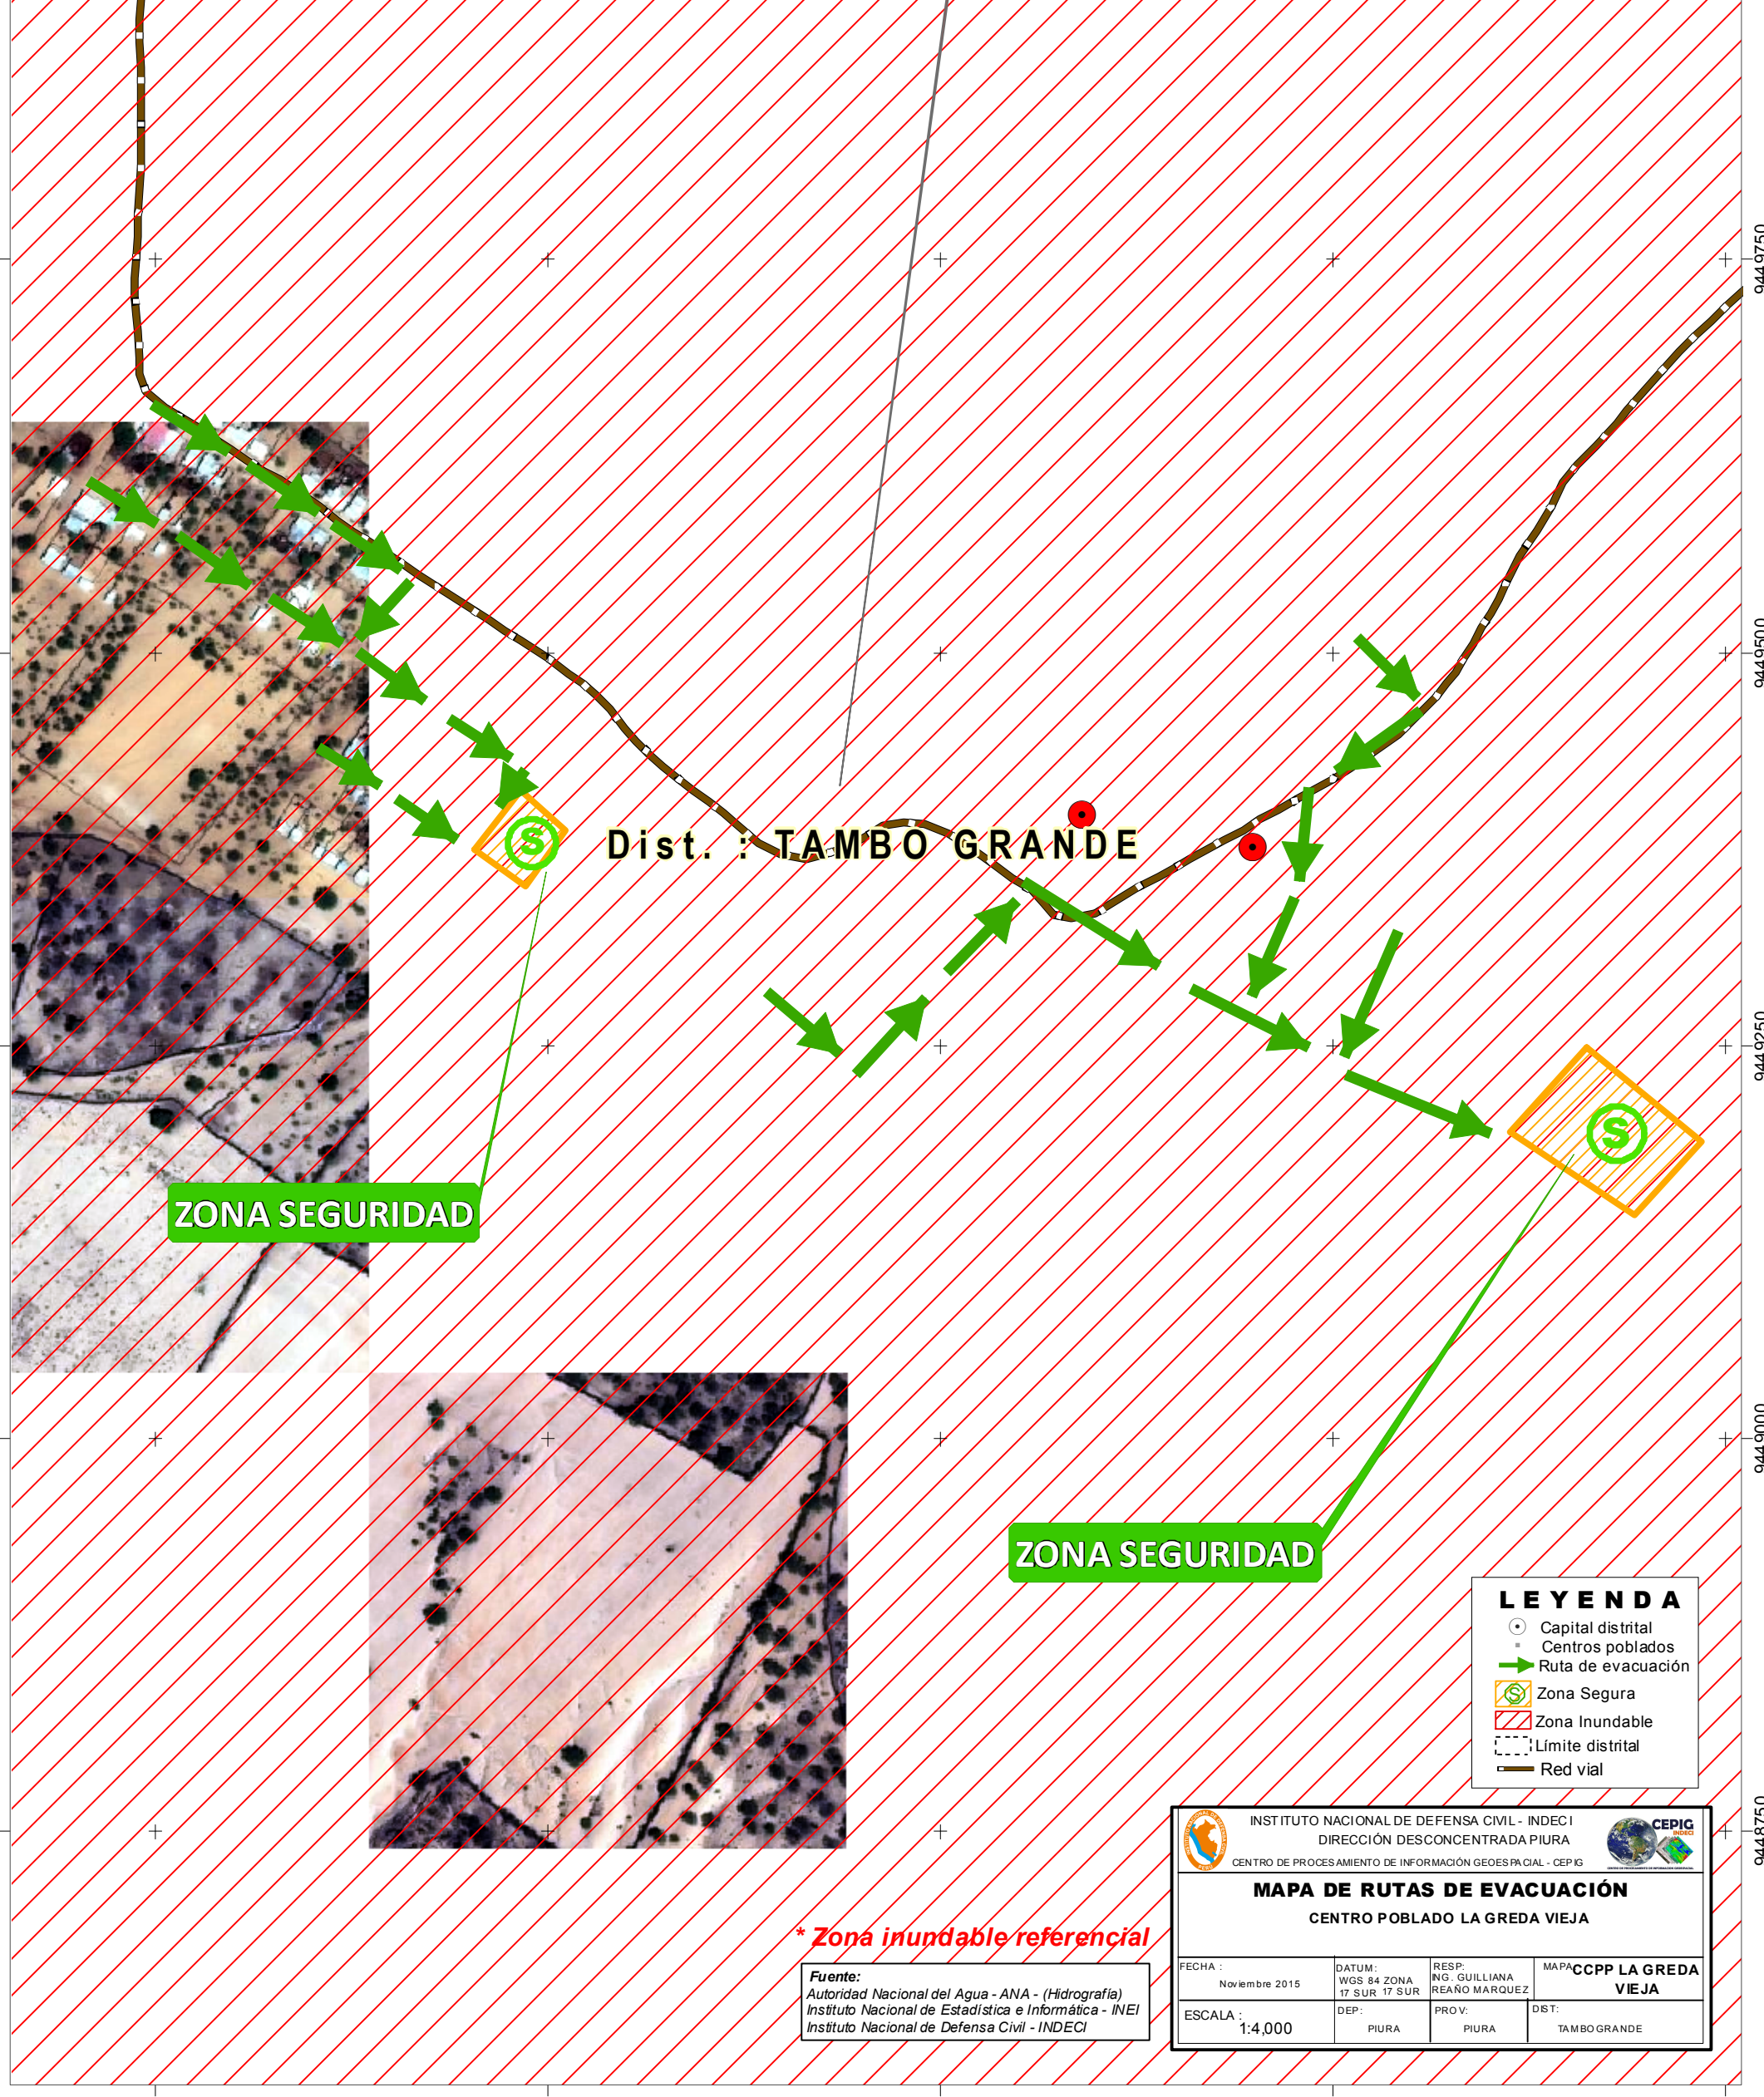 9449750
9449500
Dist. : TAMBO GRANDE
S
9449250
S
ZONA SEGURIDAD
9449000
ZONA SEGURIDAD
LEYENDA
Capital distrital
Centros poblados
Ruta de evacuación
S Zona Segura
Zona Inundable
Límite distrital
Red vial
9448750
INSTITUTO NACIONAL DE DEFENSA CIVIL - INDECI
DIRECCIÓN DESCONCENTRADA PIURA
CENTRO DE PROCESAMIENTO DE INFORMACIÓN GEOESPACIAL - CEPIG
CEPIG
INDECI
MAPA DE RUTAS DE EVACUACIÓN
CENTRO POBLADO LA GREDA VIEJA
FECHA :
Noviembre 2015
DATUM:
WGS 84 ZONA
17 SUR 17 SUR
RESP:
ING. GUILLIANA
REAÑO MARQUEZ
MAPA CCPP LA GREDA
VIEJA
ESCALA :
1:4,000
DEP:
PIURA
PROV:
PIURA
DIST:
TAMBOGRANDE
* Zona inundable referencial
Fuente:
Autoridad Nacional del Agua - ANA - (Hidrografía)
Instituto Nacional de Estadística e Informática - INEI
Instituto Nacional de Defensa Civil - INDECI